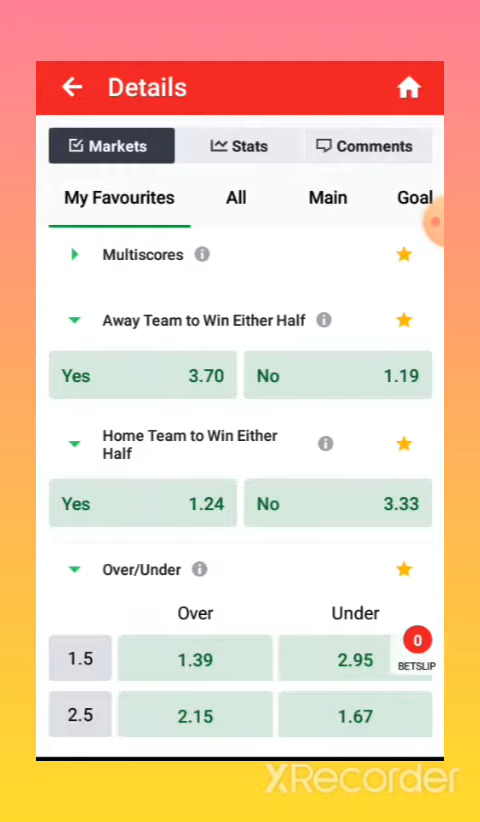 Details
Markets Stats Comments
My Favourites All Main Goal
Multiscores
Away Team to Win Either Half
Yes 3.70 No 1.19
Home Team to Win Either
Half
Yes 1.24 No 3.33
Over/Under
Over Under
1.5 1.39 2.95
0
BETSLIP
2.5 2.15 1.67
XRecorder